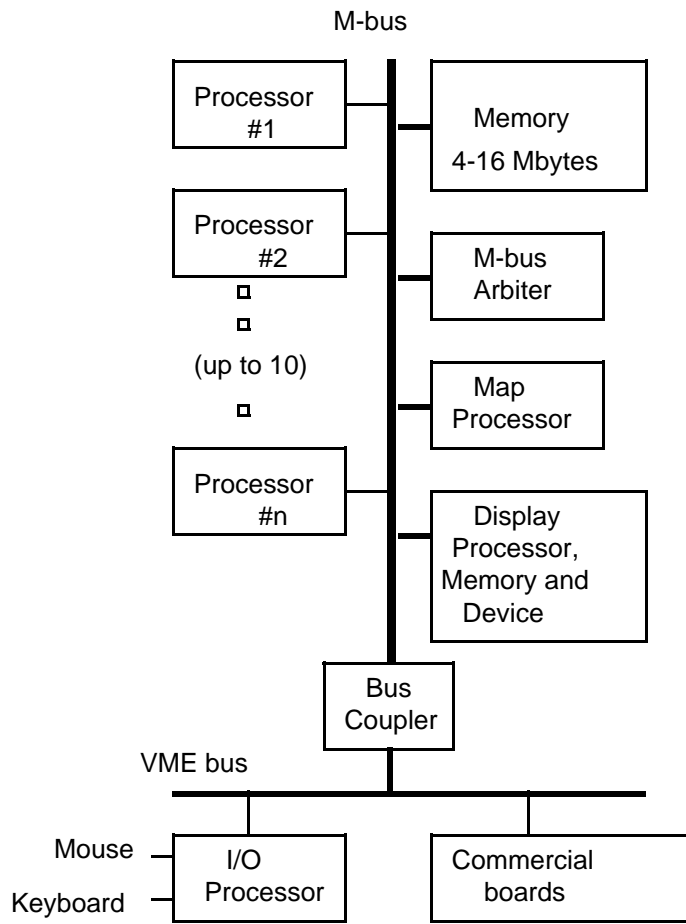 M-bus
Processor
#1
Memory
4-16 Mbytes
Processor
#2
M-bus
Arbiter
(up to 10)
Map
Processor
Processor
#n
Display
Processor,
Memory and
Device
Bus
Coupler
VME bus
Mouse
Keyboard
I/O
Processor
Commercial
boards